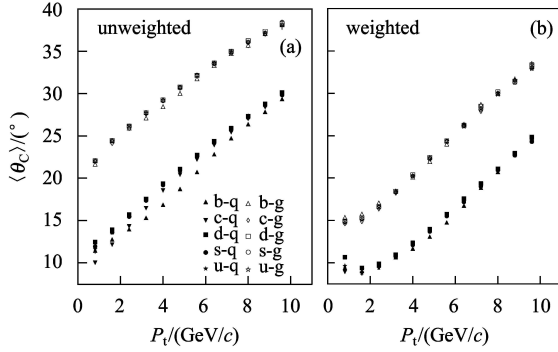 unweighted (a)
weighted (b)
⟨θC⟩/(°)
40
35
30
25
20
15
10
b-q b-g
c-q c-g
d-q d-g
s-q s-g
u-q u-g
0 2 4 6 8 10
0 2 4 6 8 10
Pt/(GeV/c)
Pt/(GeV/c)